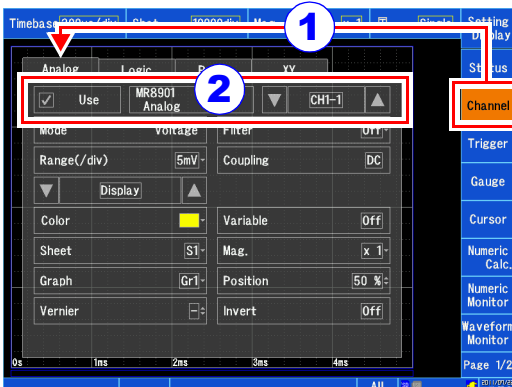 Timebase 200us/div Shot 10000div x 1 Single
Setting
Display
1
Status
Analog Logic XY
2
Use MR8901 CH1-1
Analog
Channel
Mode Voltage Filter Off
Trigger
Range(/div) 5mV Coupling DC
Display
Gauge
Color Variable Off
Cursor
Sheet S1 Mag. x 1
Numeric
Calc.
Graph Gr1 Position 50 %
Numeric
Monitor
Vernier - Invert Off
Waveform
Monitor
0s 1ms 2ms 3ms 4ms
Page 1/2
All